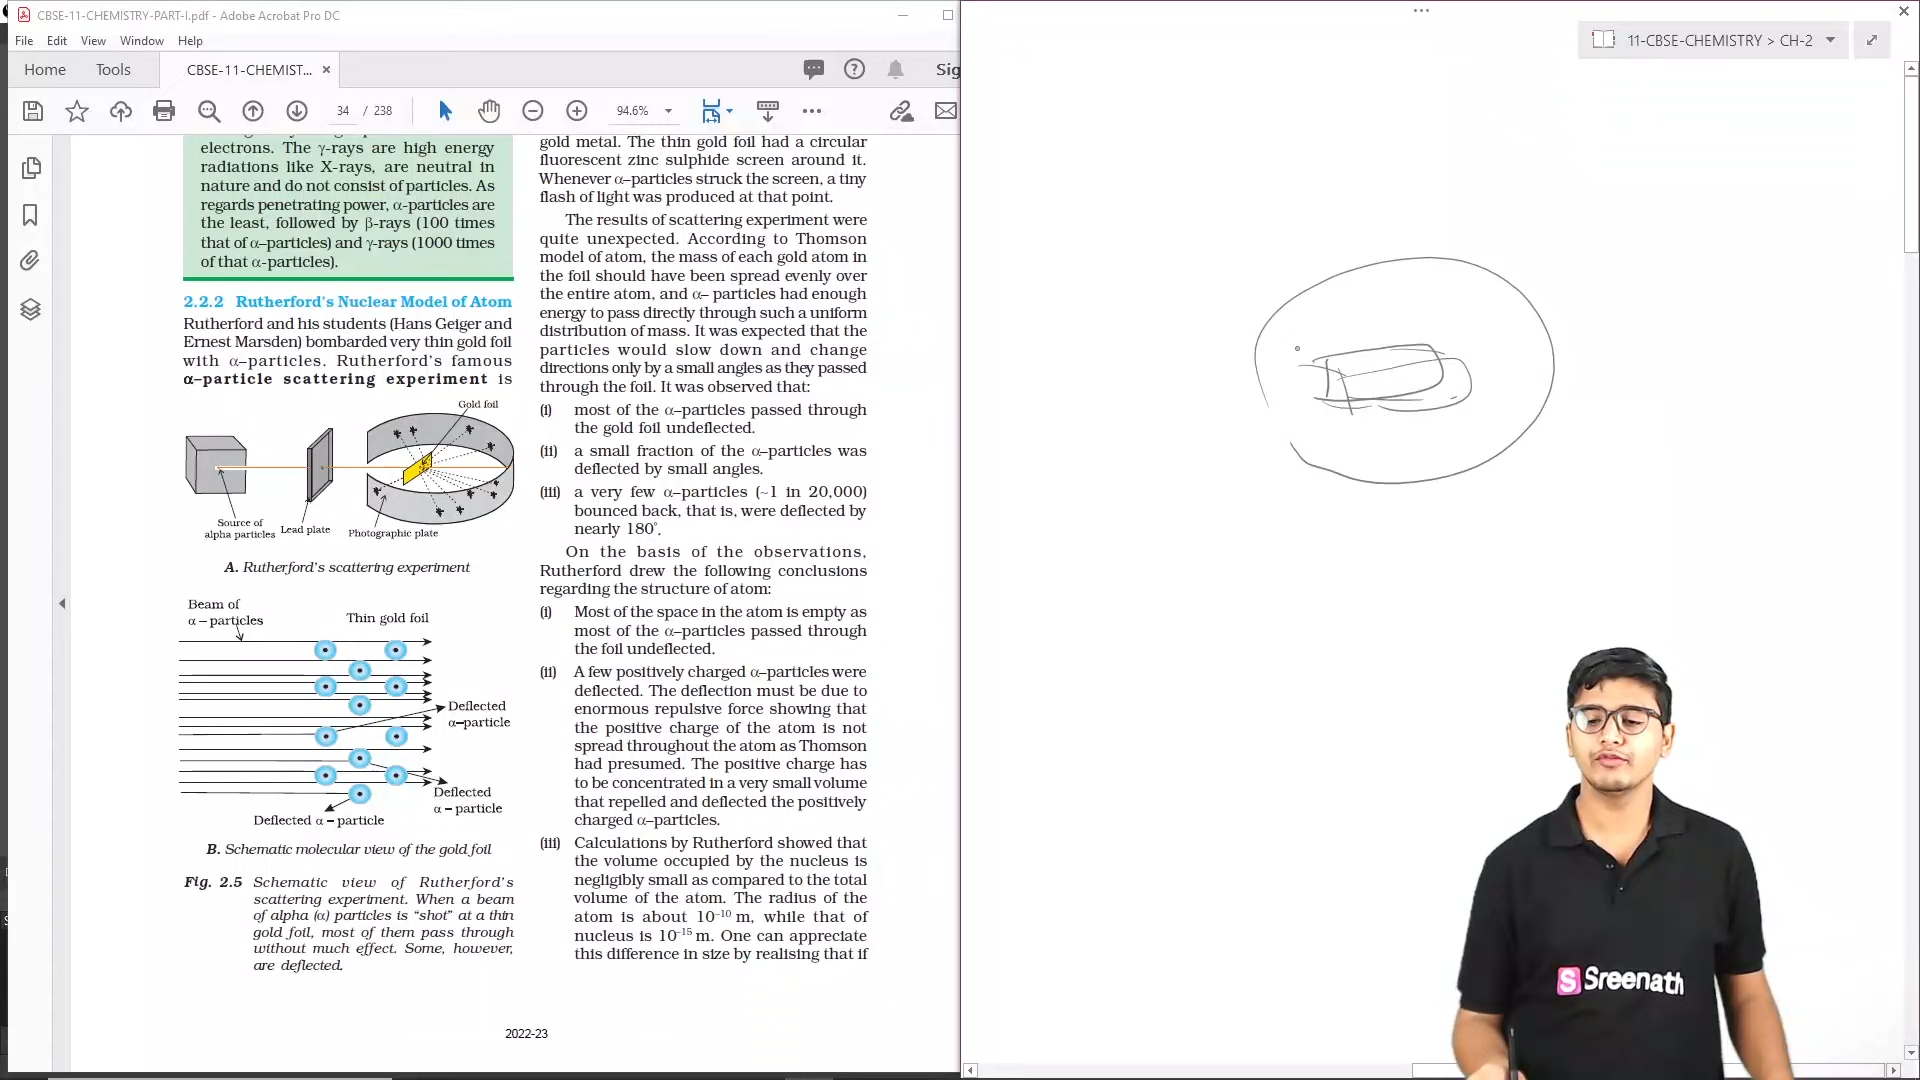 CBSE-11-CHEMISTRY-PART-I.pdf - Adobe Acrobat Pro DC
File Edit View Window Help
Home Tools CBSE-11-CHEMIST... × Sig
34 / 238 94.6%
electrons. The γ-rays are high energy
radiations like X-rays, are neutral in
nature and do not consist of particles. As
regards penetrating power, α-particles are
the least, followed by β-rays (100 times
that of α–particles) and γ-rays (1000 times
of that α-particles).
2.2.2 Rutherford's Nuclear Model of Atom
Rutherford and his students (Hans Geiger and
Ernest Marsden) bombarded very thin gold foil
with α–particles. Rutherford's famous
α–particle scattering experiment is
Gold foil
Source of
alpha particles
Lead plate
Photographic plate
A. Rutherford's scattering experiment
Beam of
α – particles
Thin gold foil
Deflected
α–particle
Deflected
α – particle
Deflected α – particle
B. Schematic molecular view of the gold foil
Fig. 2.5 Schematic view of Rutherford's
scattering experiment. When a beam
of alpha (α) particles is "shot" at a thin
gold foil, most of them pass through
without much effect. Some, however,
are deflected.
gold metal. The thin gold foil had a circular
fluorescent zinc sulphide screen around it.
Whenever α–particles struck the screen, a tiny
flash of light was produced at that point.
The results of scattering experiment were
quite unexpected. According to Thomson
model of atom, the mass of each gold atom in
the foil should have been spread evenly over
the entire atom, and α– particles had enough
energy to pass directly through such a uniform
distribution of mass. It was expected that the
particles would slow down and change
directions only by a small angles as they passed
through the foil. It was observed that:
(i) most of the α–particles passed through
the gold foil undeflected.
(ii) a small fraction of the α–particles was
deflected by small angles.
(iii) a very few α–particles (~1 in 20,000)
bounced back, that is, were deflected by
nearly 180°.
On the basis of the observations,
Rutherford drew the following conclusions
regarding the structure of atom:
(i) Most of the space in the atom is empty as
most of the α–particles passed through
the foil undeflected.
(ii) A few positively charged α–particles were
deflected. The deflection must be due to
enormous repulsive force showing that
the positive charge of the atom is not
spread throughout the atom as Thomson
had presumed. The positive charge has
to be concentrated in a very small volume
that repelled and deflected the positively
charged α–particles.
(iii) Calculations by Rutherford showed that
the volume occupied by the nucleus is
negligibly small as compared to the total
volume of the atom. The radius of the
atom is about 10⁻¹⁰ m, while that of
nucleus is 10⁻¹⁵ m. One can appreciate
this difference in size by realising that if
2022-23
11-CBSE-CHEMISTRY > CH-2
S Sreenath